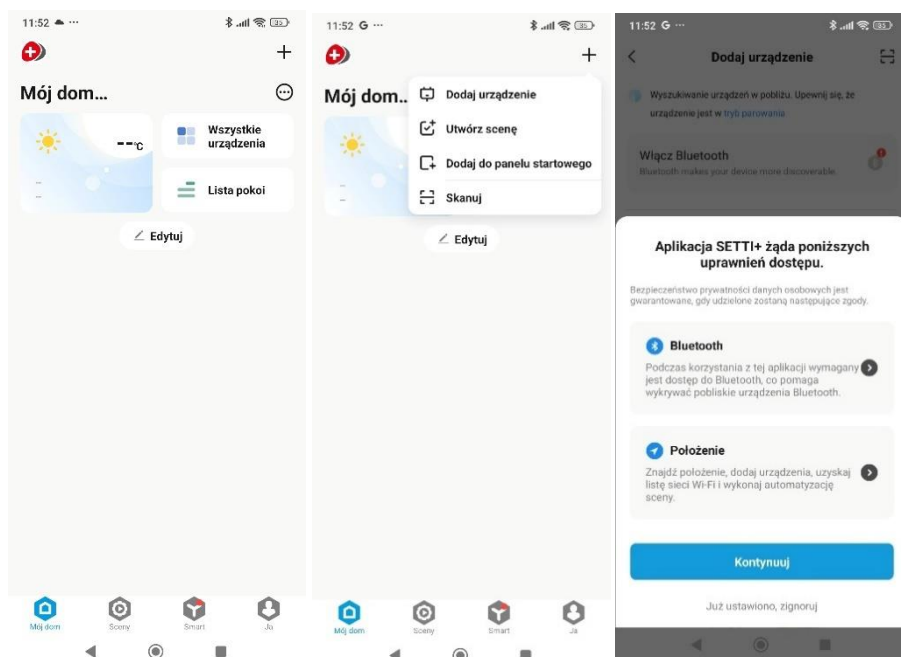 11:52
35
Mój dom...
--°C
--
--
Wszystkie
urządzenia
Lista pokoi
Edytuj
Mój dom
Sceny
Smart
Ja
11:52 G ...
35
Mój dom..
Dodaj urządzenie
Utwórz scenę
Dodaj do panelu startowego
Skanuj
--
--
Edytuj
Mój dom
Sceny
Smart
Ja
11:52 G ...
35
Dodaj urządzenie
Wyszukiwanie urządzeń w pobliżu. Upewnij się, że
urządzenie jest w tryb parowania.
Włącz Bluetooth
Bluetooth makes your device more discoverable.
Aplikacja SETTI+ żąda poniższych
uprawnień dostępu.
Bezpieczeństwo prywatności danych osobowych jest
gwarantowane, gdy udzielone zostaną następujące zgody.
Bluetooth
Podczas korzystania z tej aplikacji wymagany
jest dostęp do Bluetooth, co pomaga
wykrywać pobliskie urządzenia Bluetooth.
Położenie
Znajdź położenie, dodaj urządzenia, uzyskaj
listę sieci Wi-Fi i wykonaj automatyzację
sceny.
Kontynuuj
Już ustawiono, zignoruj